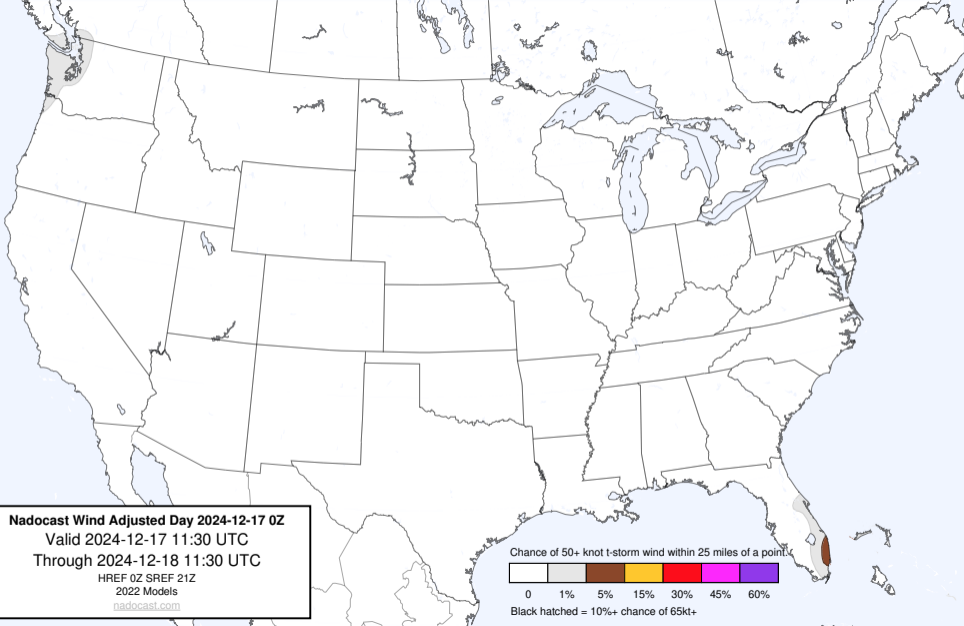 Nadocast Wind Adjusted Day 2024-12-17 0Z
Valid 2024-12-17 11:30 UTC
Through 2024-12-18 11:30 UTC
HREF 0Z SREF 21Z
2022 Models
nadocast.com
Chance of 50+ knot t-storm wind within 25 miles of a point.
0 1% 5% 15% 30% 45% 60%
Black hatched = 10%+ chance of 65kt+